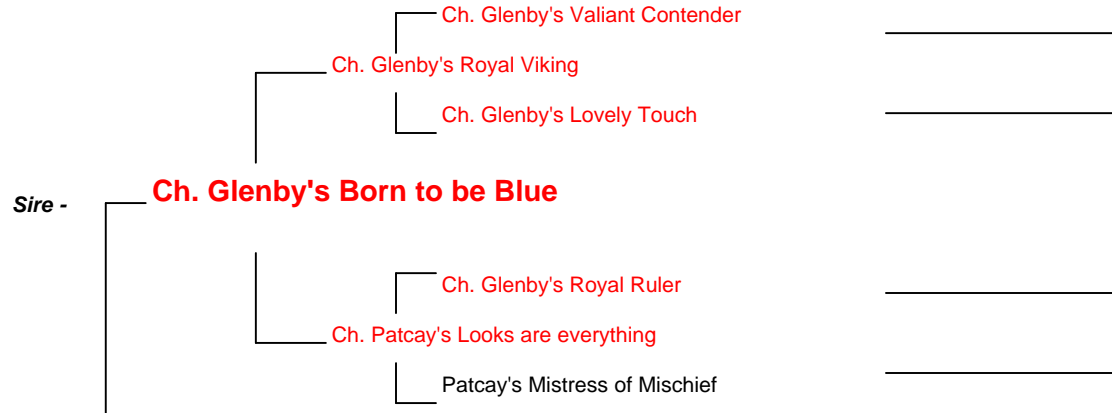 Ch. Glenby's Valiant Contender
Ch. Glenby's Royal Viking
Ch. Glenby's Lovely Touch
Sire - Ch. Glenby's Born to be Blue
Ch. Glenby's Royal Ruler
Ch. Patcay's Looks are everything
Patcay's Mistress of Mischief